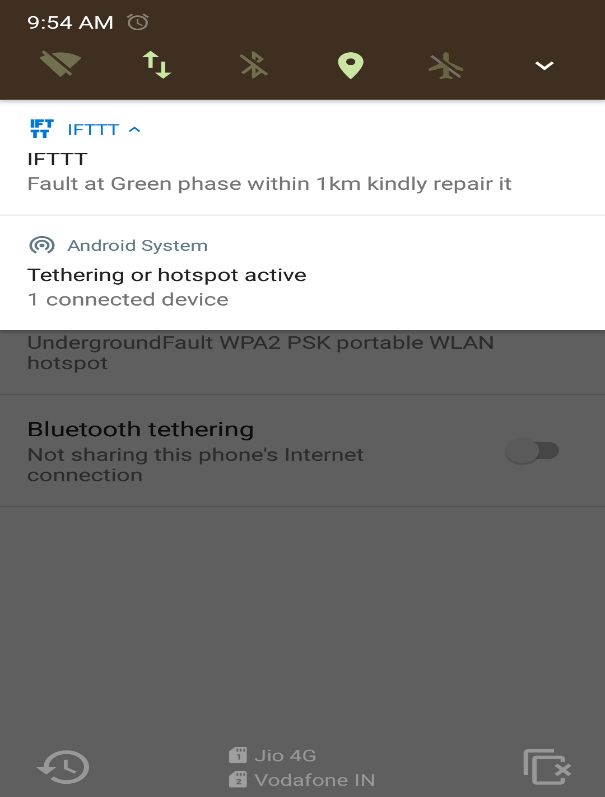 9:54 AM
IFTTT
IFTTT
Fault at Green phase within 1km kindly repair it
Android System
Tethering or hotspot active
1 connected device
UndergroundFault WPA2 PSK portable WLAN
hotspot
Bluetooth tethering
Not sharing this phone's Internet
connection
1 Jio 4G
2 Vodafone IN